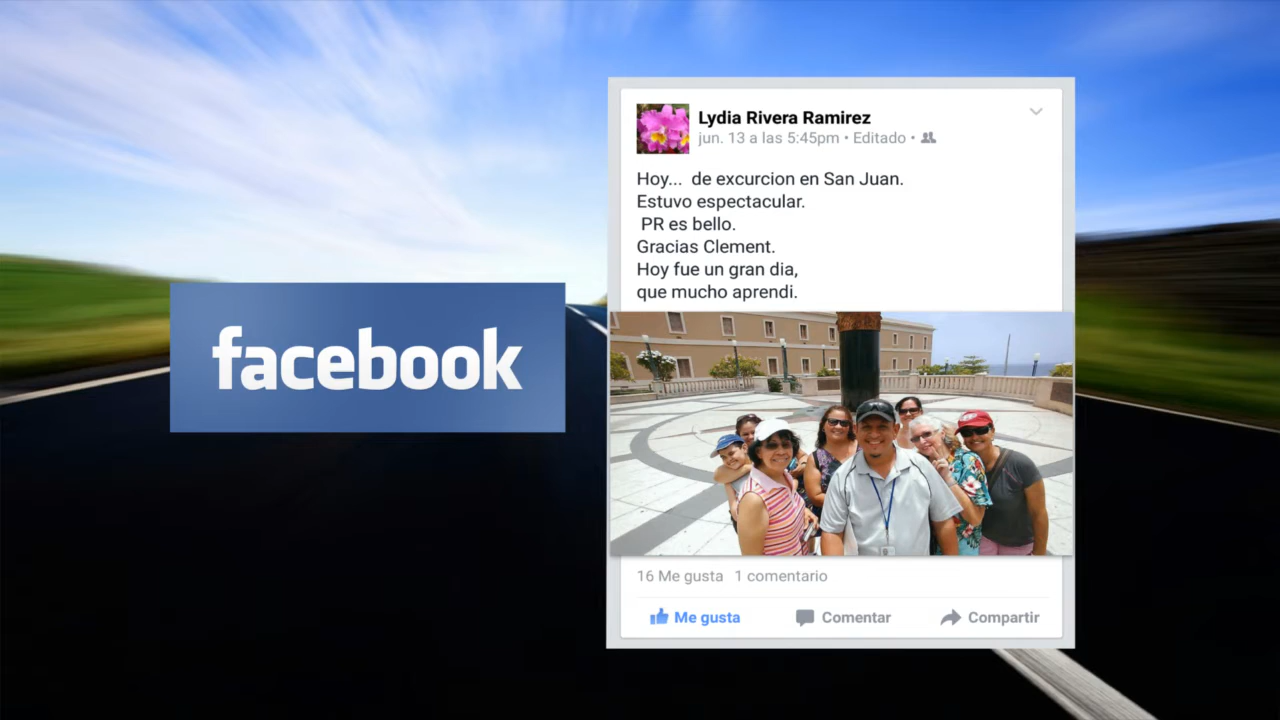 facebook
Lydia Rivera Ramirez
jun. 13 a las 5:45pm • Editado •
Hoy... de excurcion en San Juan.
Estuvo espectacular.
PR es bello.
Gracias Clement.
Hoy fue un gran dia,
que mucho aprendi.
16 Me gusta 1 comentario
Me gusta Comentar Compartir